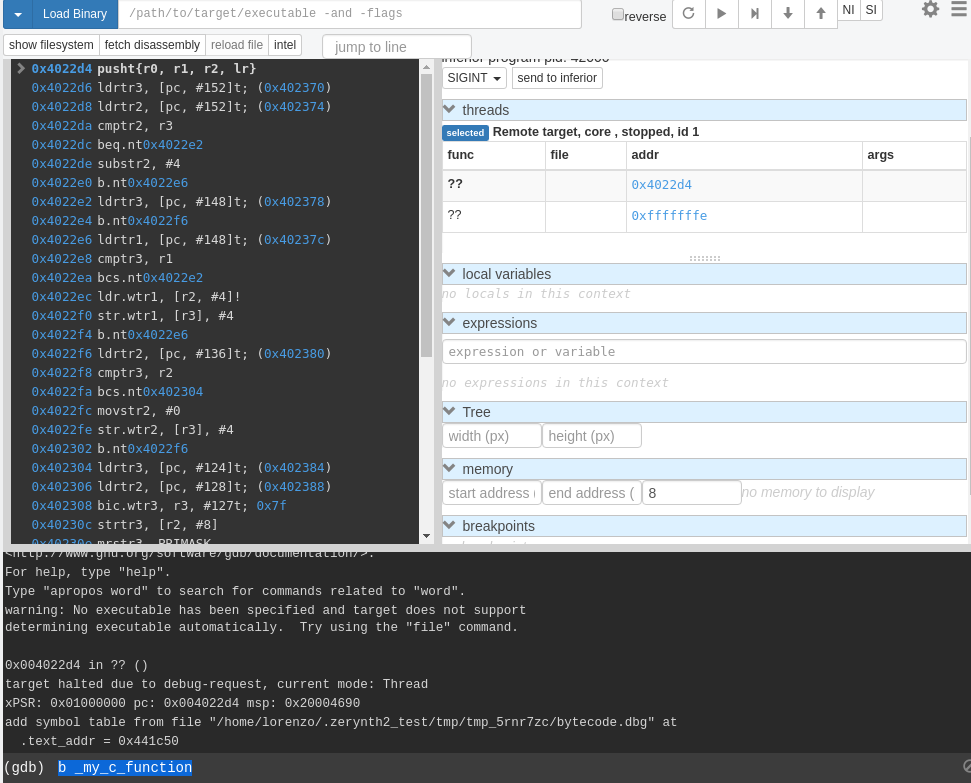 Load Binary
/path/to/target/executable -and -flags
reverse
NI
SI
show filesystem
fetch disassembly
reload file
intel
jump to line
0x4022d4 pusht{r0, r1, r2, lr}
0x4022d6 ldrtr3, [pc, #152]t; (0x402370)
0x4022d8 ldrtr2, [pc, #152]t; (0x402374)
0x4022da cmptr2, r3
0x4022dc beq.nt0x4022e2
0x4022de substr2, #4
0x4022e0 b.nt0x4022e6
0x4022e2 ldrtr3, [pc, #148]t; (0x402378)
0x4022e4 b.nt0x4022f6
0x4022e6 ldrtr1, [pc, #148]t; (0x40237c)
0x4022e8 cmptr3, r1
0x4022ea bcs.nt0x4022e2
0x4022ec ldr.wtr1, [r2, #4]!
0x4022f0 str.wtr1, [r3], #4
0x4022f4 b.nt0x4022e6
0x4022f6 ldrtr2, [pc, #136]t; (0x402380)
0x4022f8 cmptr3, r2
0x4022fa bcs.nt0x402304
0x4022fc movstr2, #0
0x4022fe str.wtr2, [r3], #4
0x402302 b.nt0x4022f6
0x402304 ldrtr3, [pc, #124]t; (0x402384)
0x402306 ldrtr2, [pc, #128]t; (0x402388)
0x402308 bic.wtr3, r3, #127t; 0x7f
0x40230c strtr3, [r2, #8]
0x40230e mrstr3, PRIMASK
inferior program pid: 42000
SIGINT
send to inferior
threads
selected Remote target, core , stopped, id 1
func file addr args
?? 0x4022d4
?? 0xfffffffe
local variables
no locals in this context
expressions
expression or variable
no expressions in this context
Tree
width (px) height (px)
memory
start address end address ( 8 no memory to display
breakpoints
<http://www.gnu.org/software/gdb/documentation/>.
For help, type "help".
Type "apropos word" to search for commands related to "word".
warning: No executable has been specified and target does not support
determining executable automatically.  Try using the "file" command.
0x004022d4 in ?? ()
target halted due to debug-request, current mode: Thread
xPSR: 0x01000000 pc: 0x004022d4 msp: 0x20004690
add symbol table from file "/home/lorenzo/.zerynth2_test/tmp/tmp_5rnr7zc/bytecode.dbg" at
.text_addr = 0x441c50
(gdb) b _my_c_function